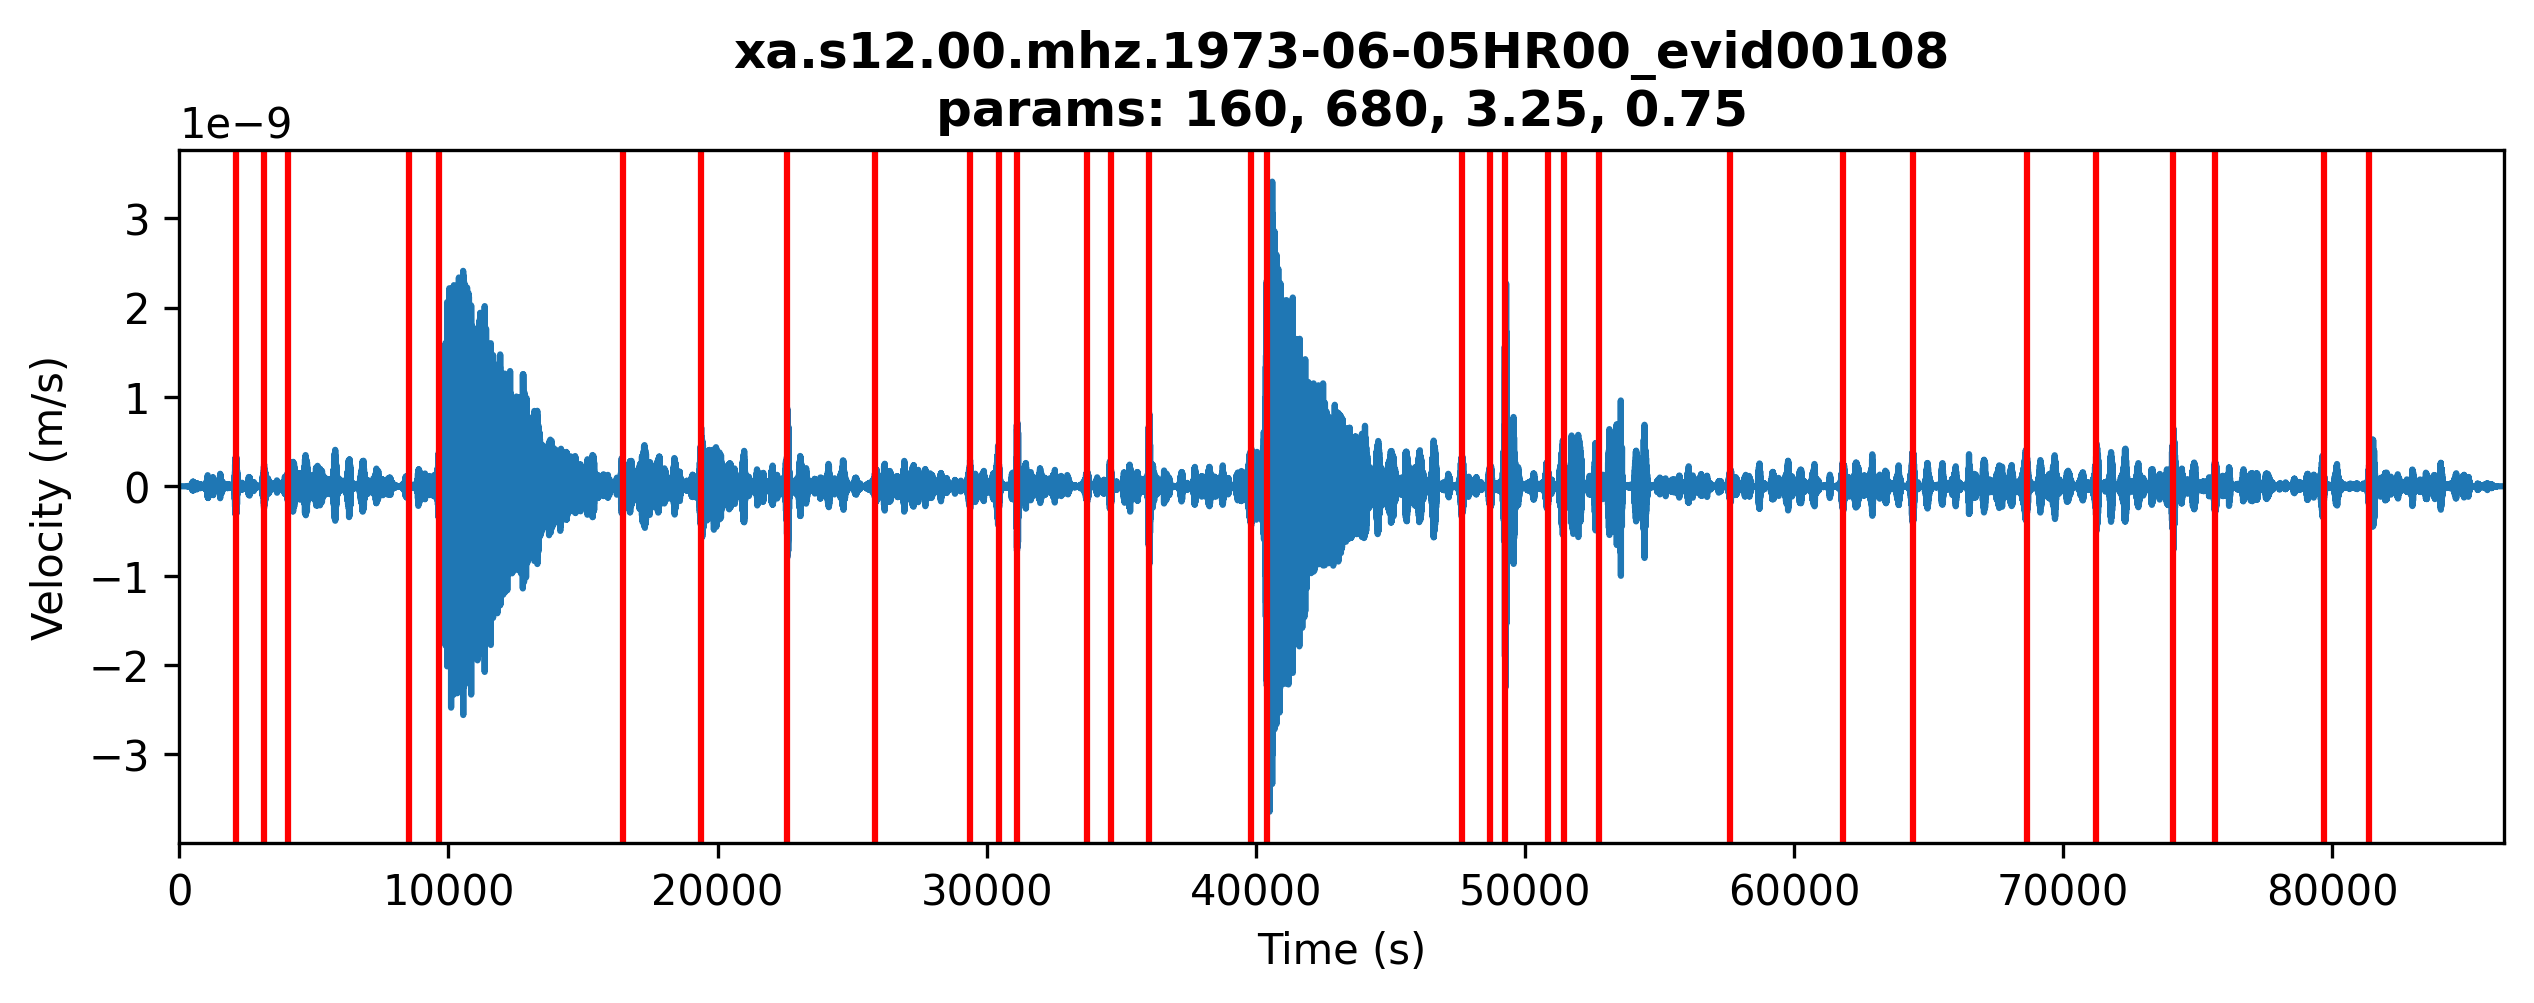 xa.s12.00.mhz.1973-06-05HR00_evid00108
params: 160, 680, 3.25, 0.75
1e−9
3
2
1
0
−1
−2
−3
Velocity (m/s)
0 10000 20000 30000 40000 50000 60000 70000 80000
Time (s)